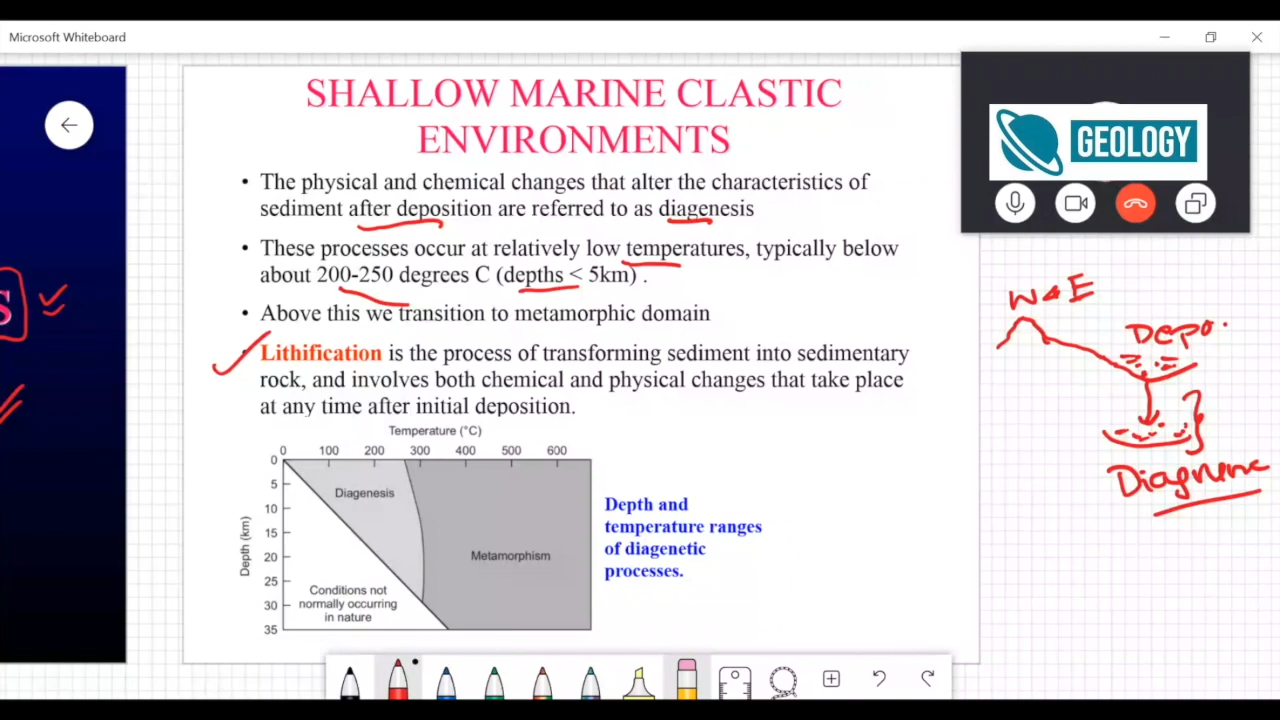 Microsoft Whiteboard
SHALLOW MARINE CLASTIC
ENVIRONMENTS
• The physical and chemical changes that alter the characteristics of
sediment after deposition are referred to as diagenesis
• These processes occur at relatively low temperatures, typically below
about 200-250 degrees C (depths < 5km) .
• Above this we transition to metamorphic domain
Lithification is the process of transforming sediment into sedimentary
rock, and involves both chemical and physical changes that take place
at any time after initial deposition.
Temperature (°C)
0 100 200 300 400 500 600
0
5
10
15
20
25
30
35
Depth (km)
Diagenesis
Metamorphism
Conditions not
normally occurring
in nature
Depth and
temperature ranges
of diagenetic
processes.
GEOLOGY
W & E
Depo.
S